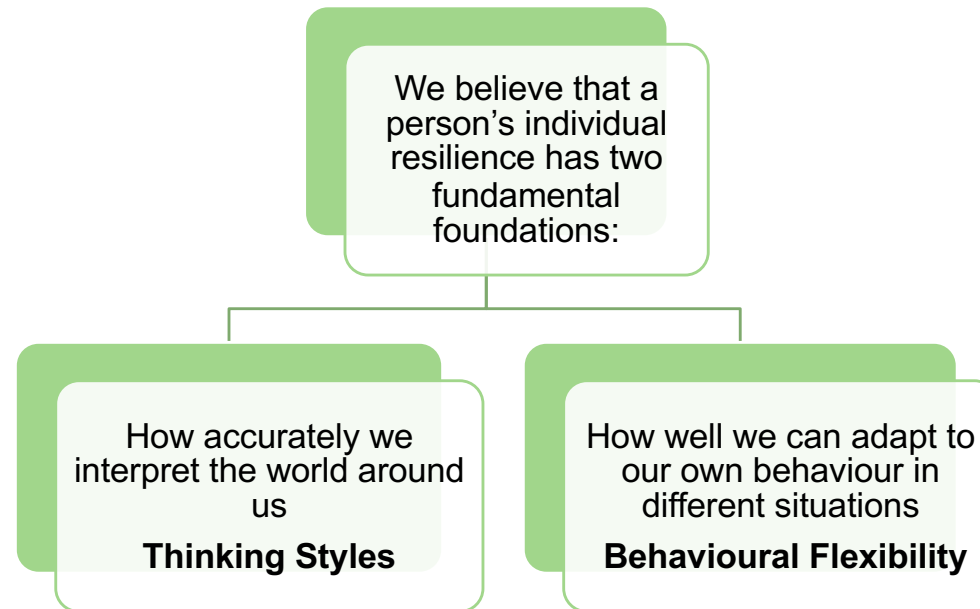 We believe that a
person’s individual
resilience has two
fundamental
foundations:
How accurately we
interpret the world around
us
Thinking Styles
How well we can adapt to
our own behaviour in
different situations
Behavioural Flexibility